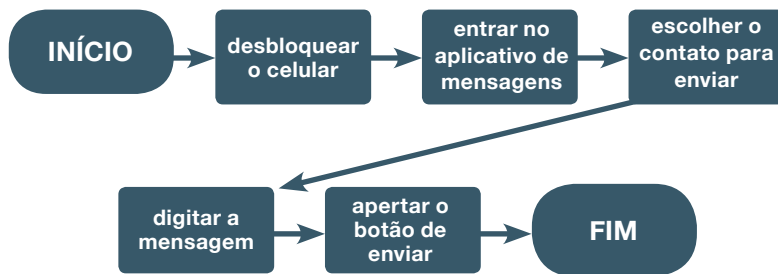 INÍCIO
desbloquear
o celular
entrar no
aplicativo de
mensagens
escolher o
contato para
enviar
digitar a
mensagem
apertar o
botão de
enviar
FIM